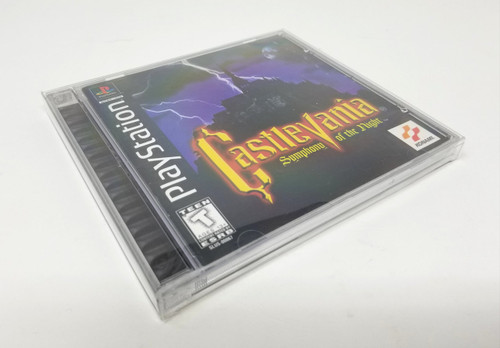 PlayStation
Castlevania
Symphony of the Night
KONAMI
TEEN
T
ESRB